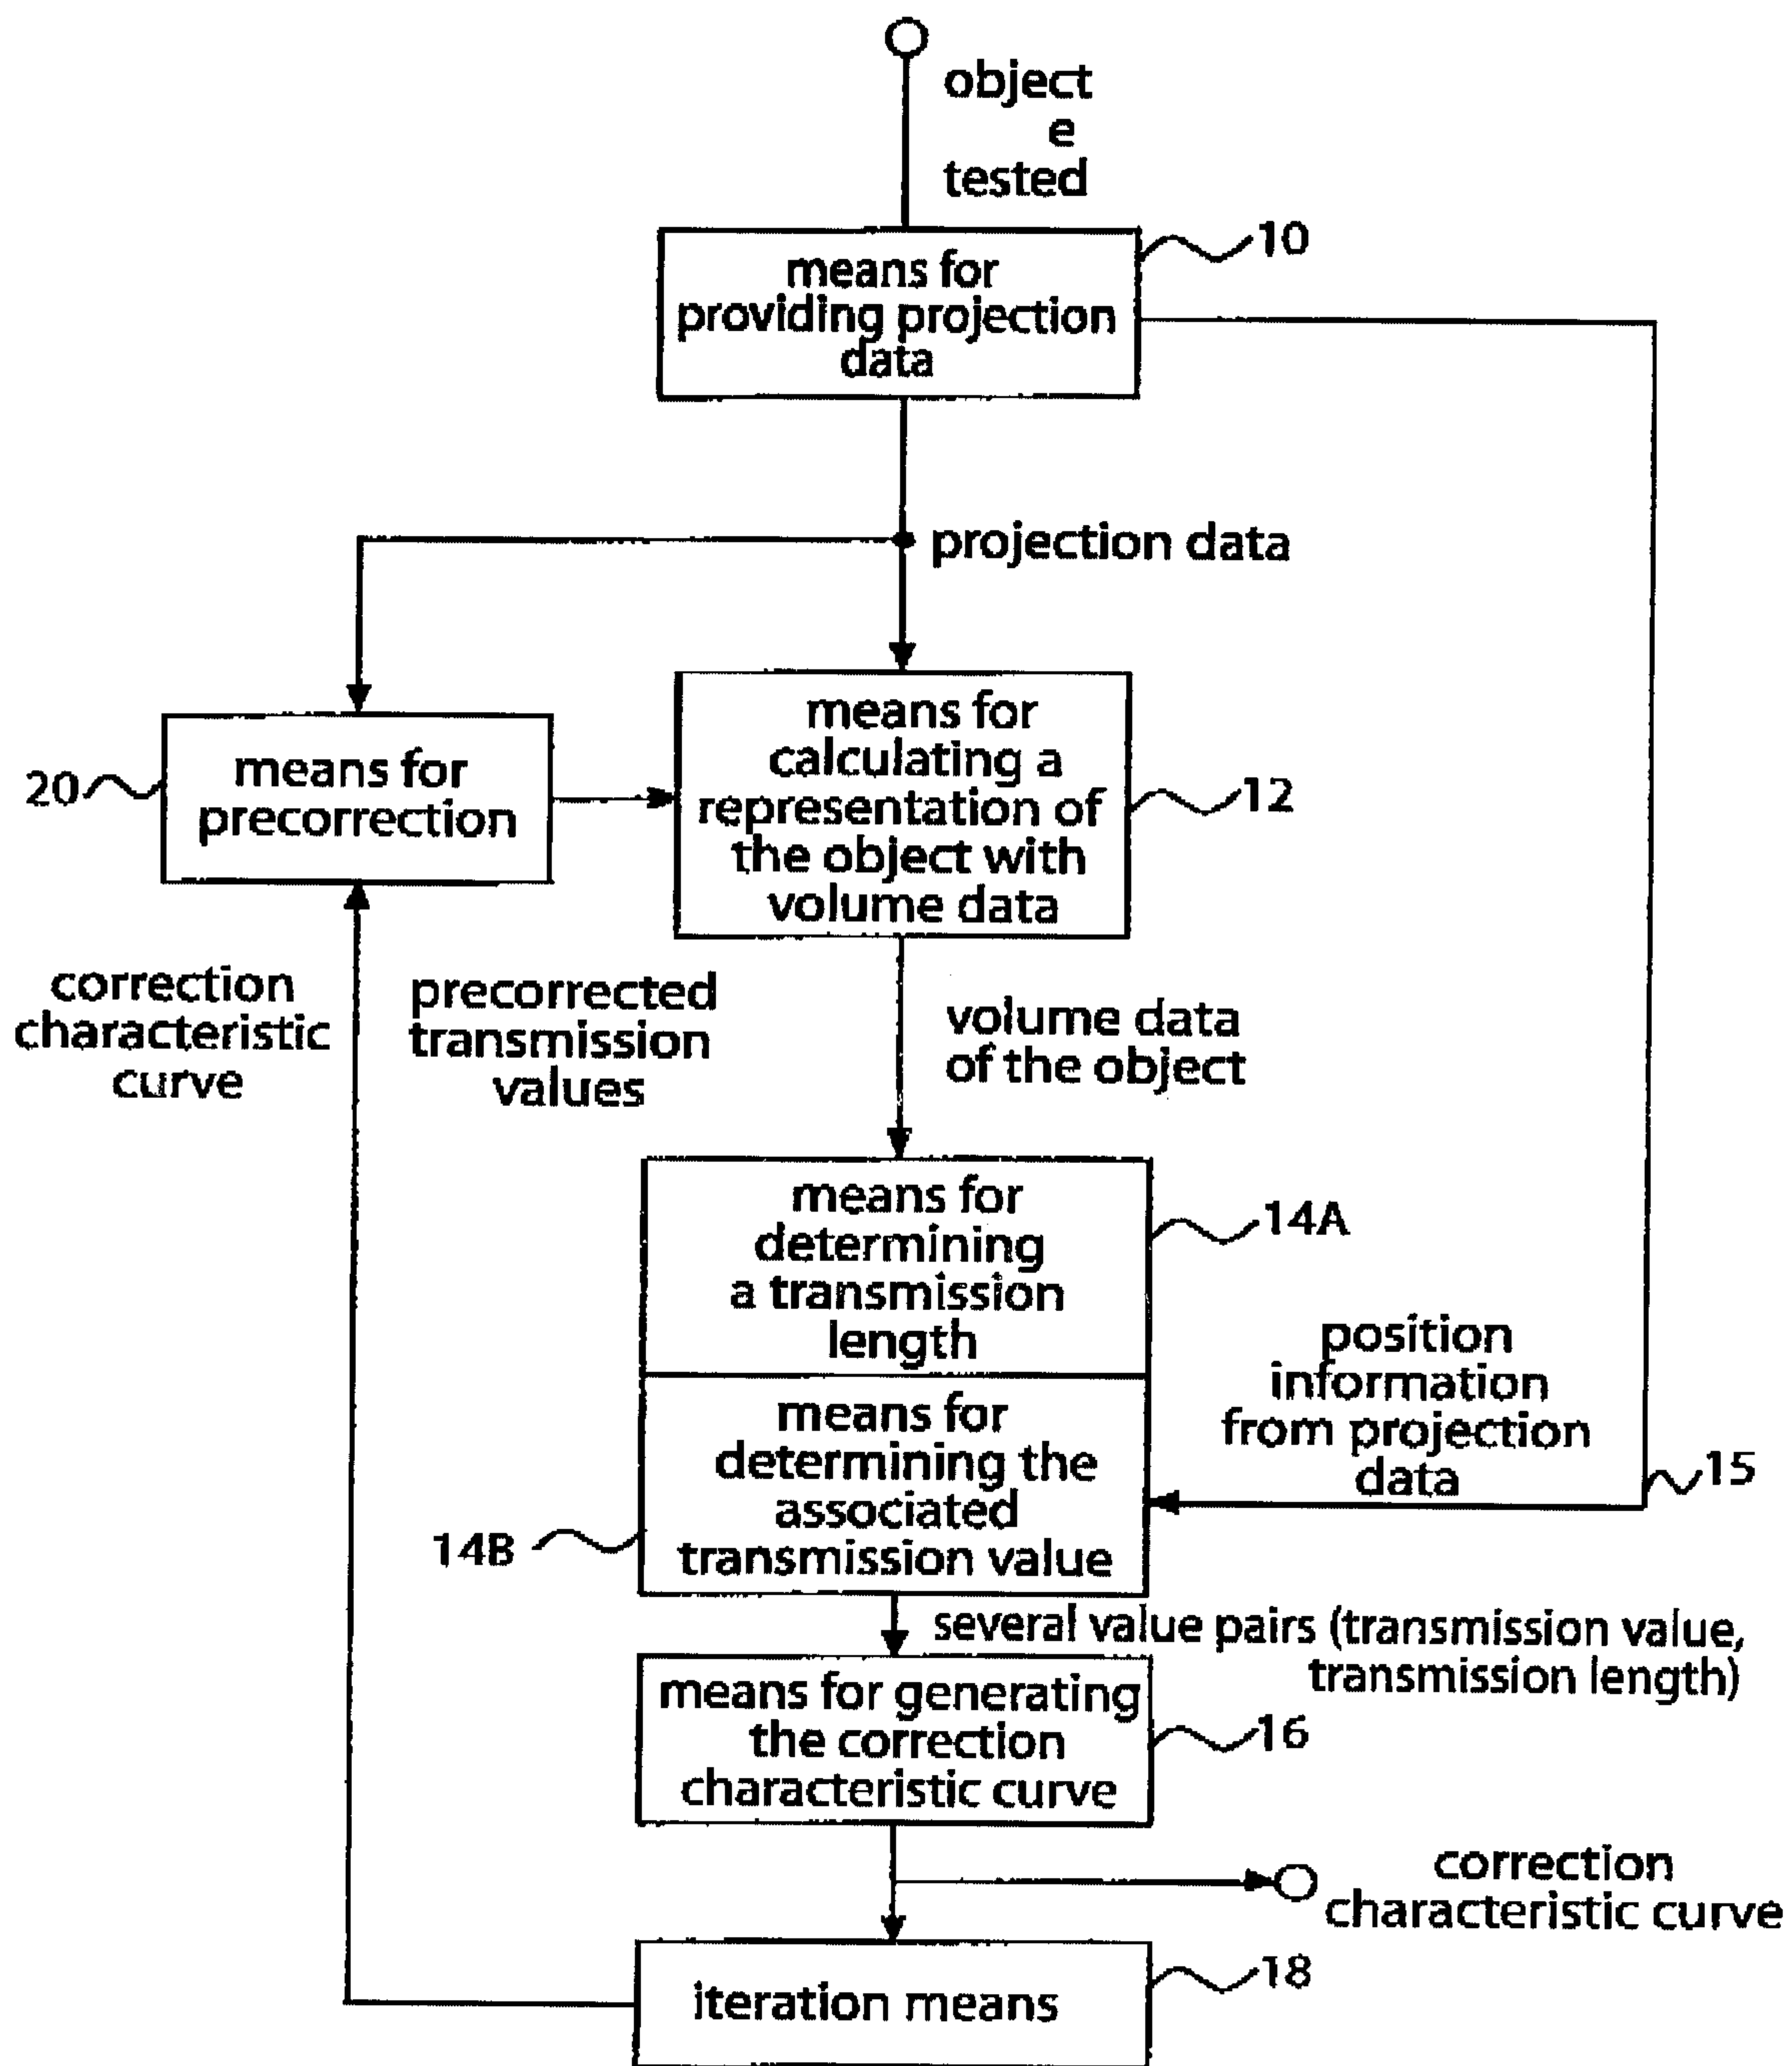 object
e
tested
10
means for
providing projection
data
projection data
means for
precorrection
20
means for
calculating a
representation of
the object with
volume data
12
correction
characteristic
curve
precorrected
transmission
values
volume data
of the object
means for
determining
a transmission
length
14A
position
information
from projection
data
15
means for
determining the
associated
transmission value
14B
several value pairs (transmission value,
transmission length)
means for generating
the correction
characteristic curve
16
correction
characteristic curve
iteration means
18